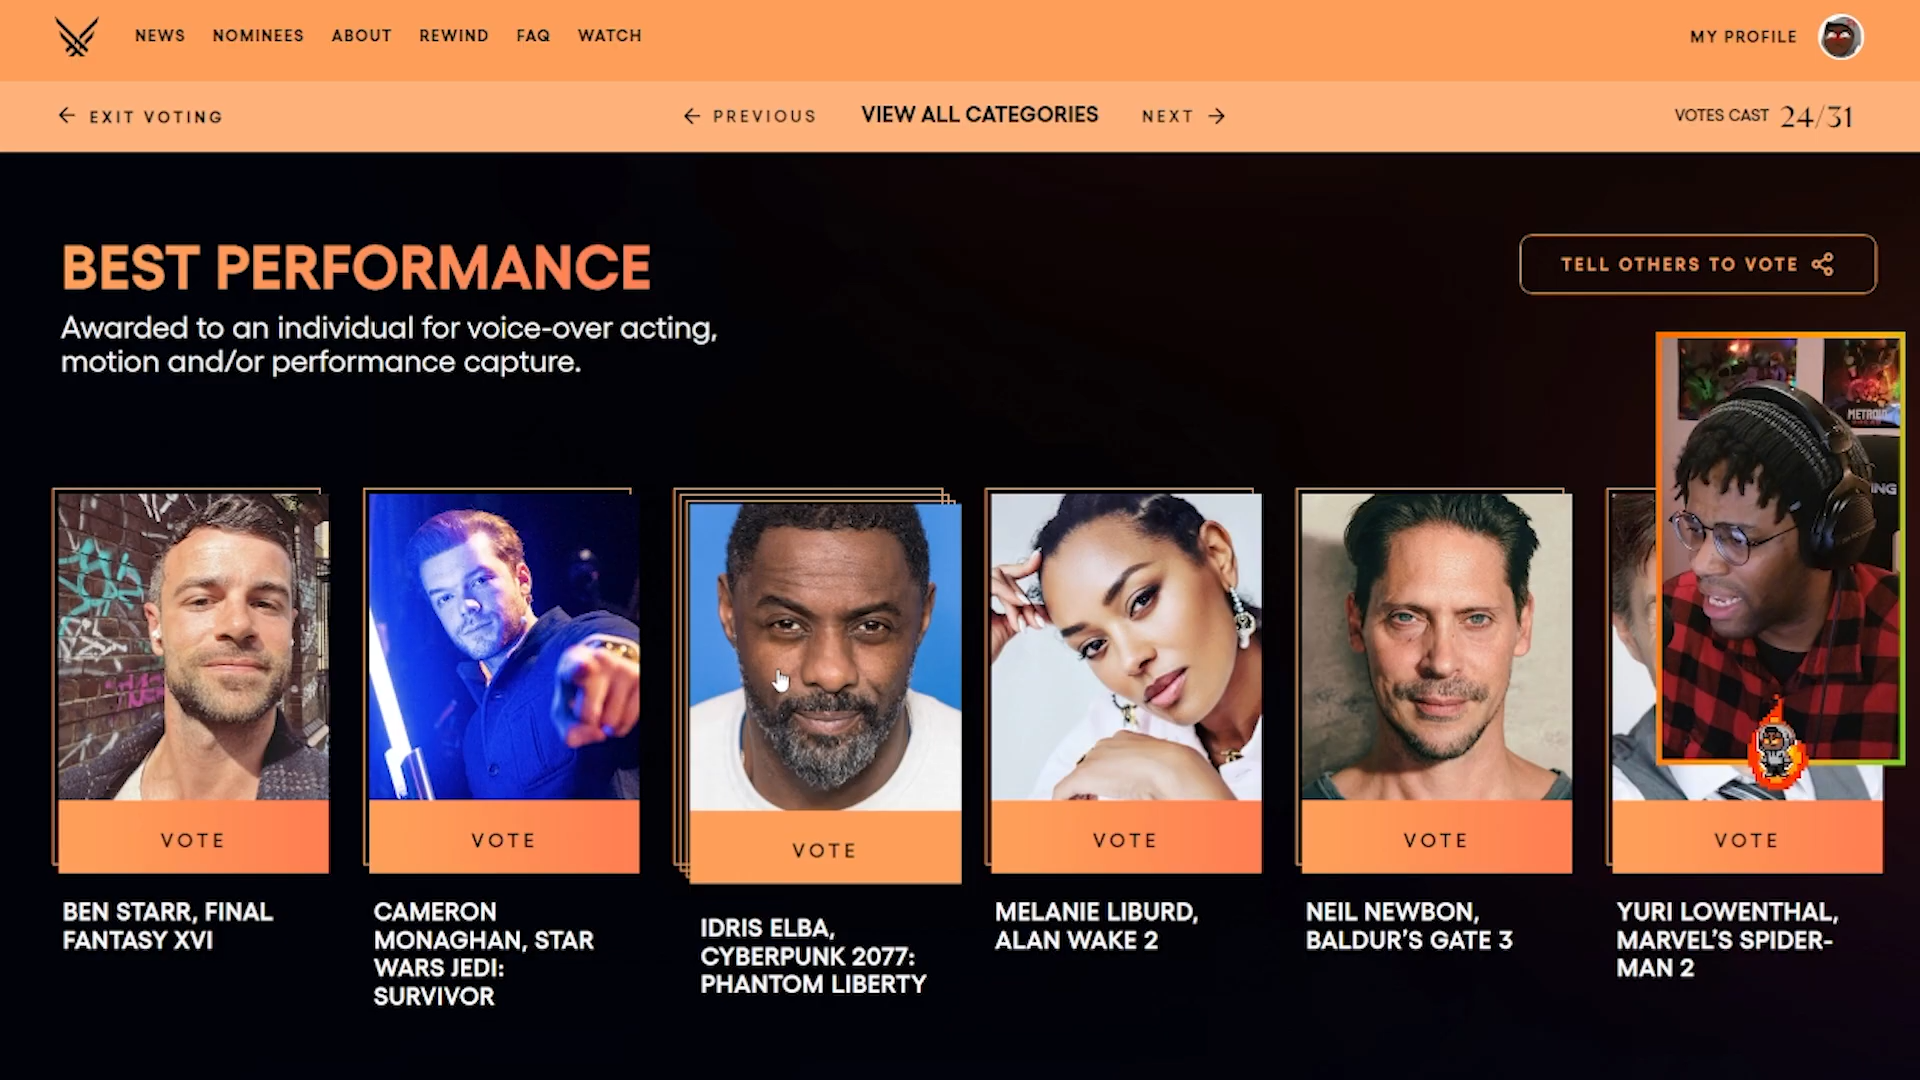 NEWS NOMINEES ABOUT REWIND FAQ WATCH MY PROFILE
EXIT VOTING PREVIOUS VIEW ALL CATEGORIES NEXT VOTES CAST 24/31
BEST PERFORMANCE
TELL OTHERS TO VOTE
Awarded to an individual for voice-over acting,
motion and/or performance capture.
METROID
ING
VOTE
VOTE
VOTE
VOTE
VOTE
VOTE
BEN STARR, FINAL
FANTASY XVI
CAMERON
MONAGHAN, STAR
WARS JEDI:
SURVIVOR
IDRIS ELBA,
CYBERPUNK 2077:
PHANTOM LIBERTY
MELANIE LIBURD,
ALAN WAKE 2
NEIL NEWBON,
BALDUR'S GATE 3
YURI LOWENTHAL,
MARVEL'S SPIDER-
MAN 2